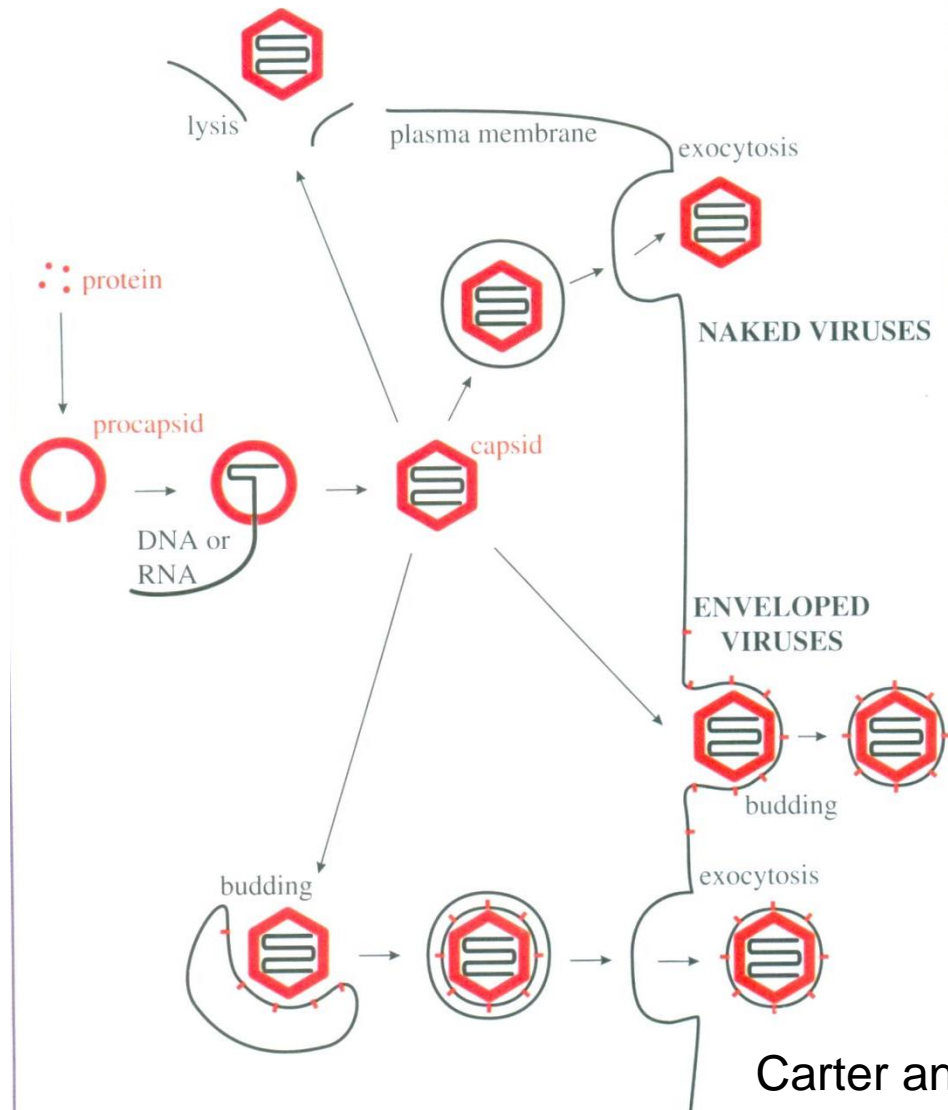 lysis
plasma membrane
exocytosis
protein
NAKED VIRUSES
procapsid
capsid
DNA or
RNA
ENVELOPED
VIRUSES
budding
budding
exocytosis
Carter an